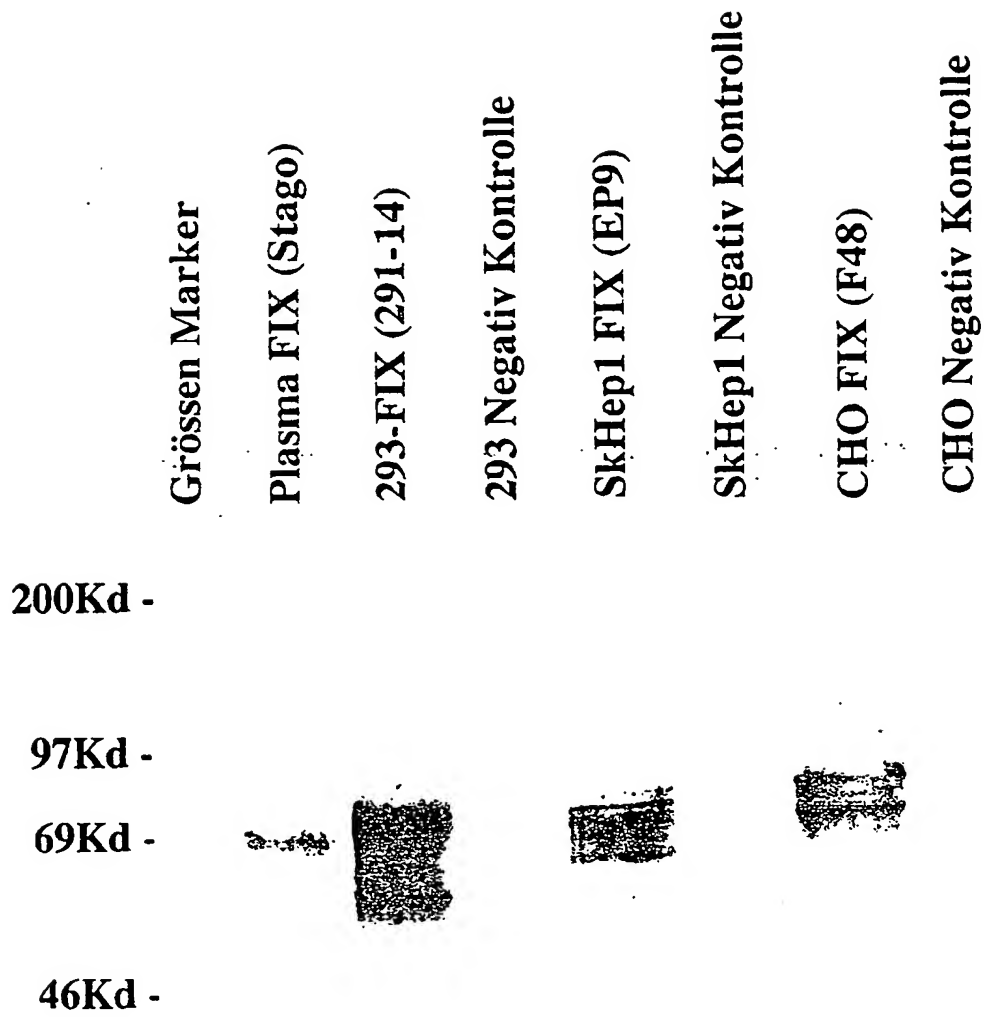 Grössen Marker
Plasma FIX (Stago)
293-FIX (291-14)
293 Negativ Kontrolle
SkHep1 FIX (EP9)
SkHep1 Negativ Kontrolle
CHO FIX (F48)
CHO Negativ Kontrolle
200Kd -
97Kd -
69Kd -
46Kd -